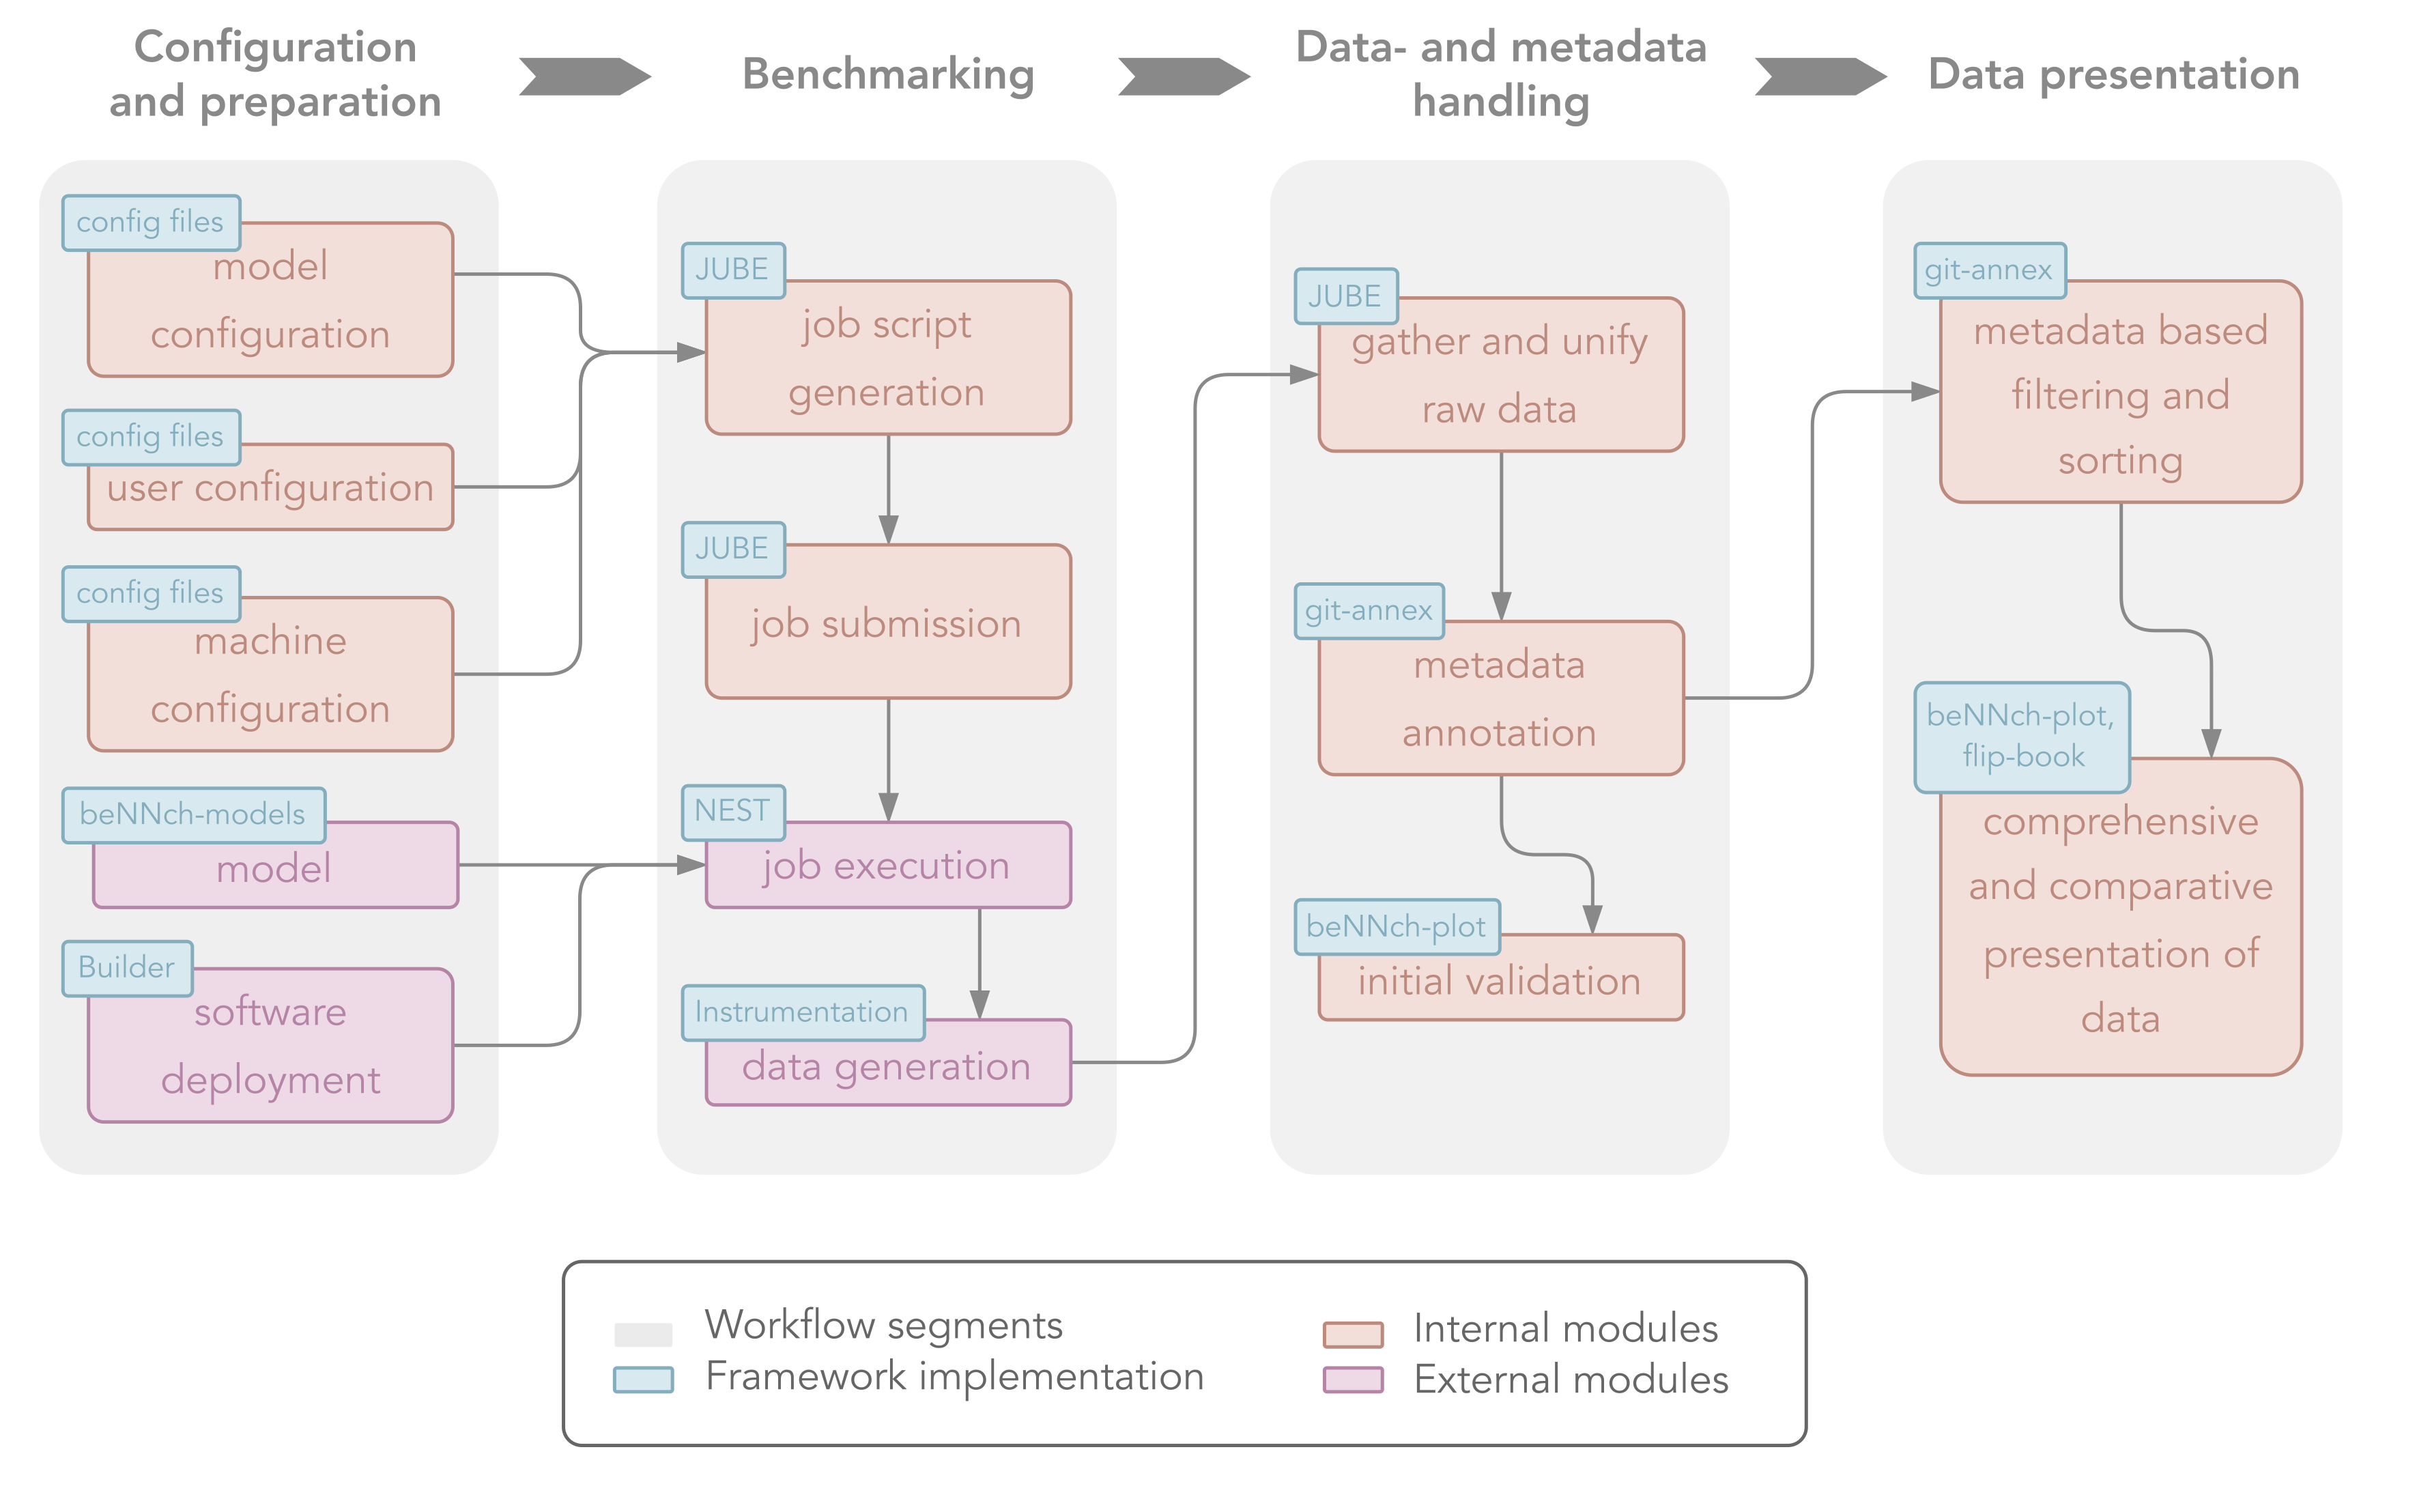 Configuration
and preparation
Benchmarking
Data- and metadata
handling
Data presentation
config files
model
configuration
config files
user configuration
config files
machine
configuration
beNNch-models
model
Builder
software
deployment
JUBE
job script
generation
JUBE
job submission
NEST
job execution
Instrumentation
data generation
JUBE
gather and unify
raw data
git-annex
metadata
annotation
beNNch-plot
initial validation
git-annex
metadata based
filtering and
sorting
beNNch-plot,
flip-book
comprehensive
and comparative
presentation of
data
Workflow segments
Framework implementation
Internal modules
External modules